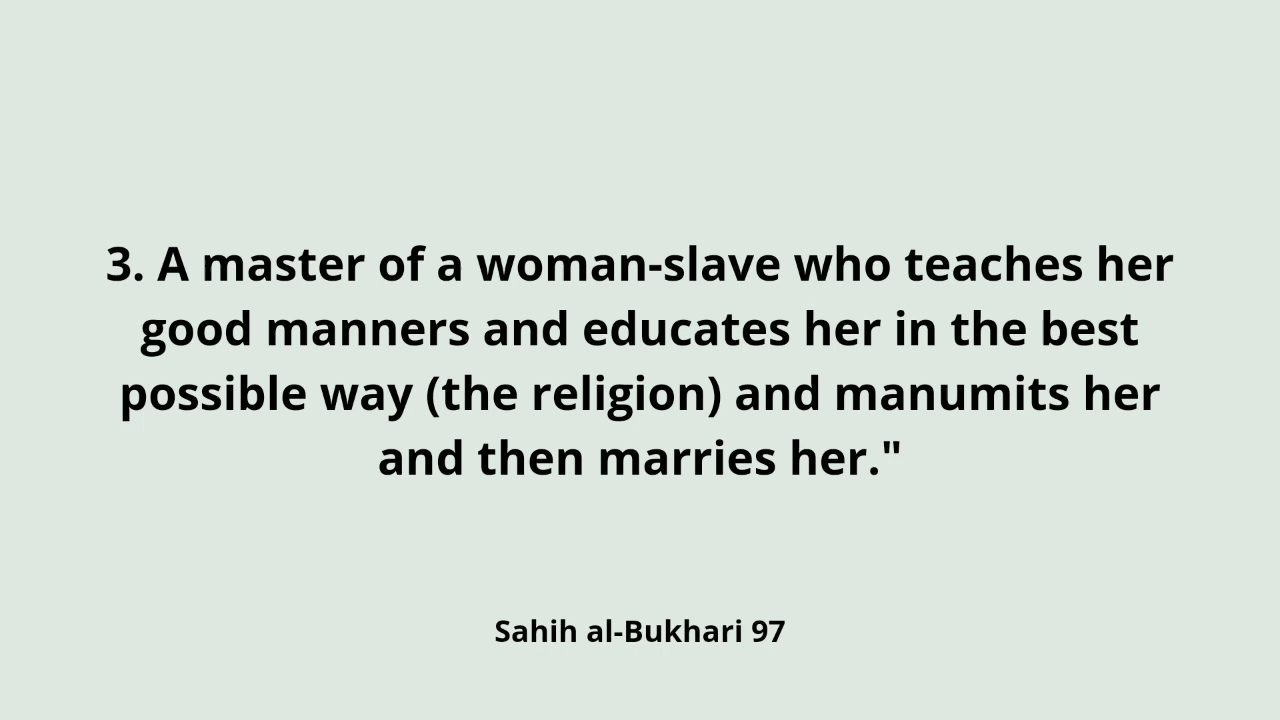 3. A master of a woman-slave who teaches her
good manners and educates her in the best
possible way (the religion) and manumits her
and then marries her."
Sahih al-Bukhari 97